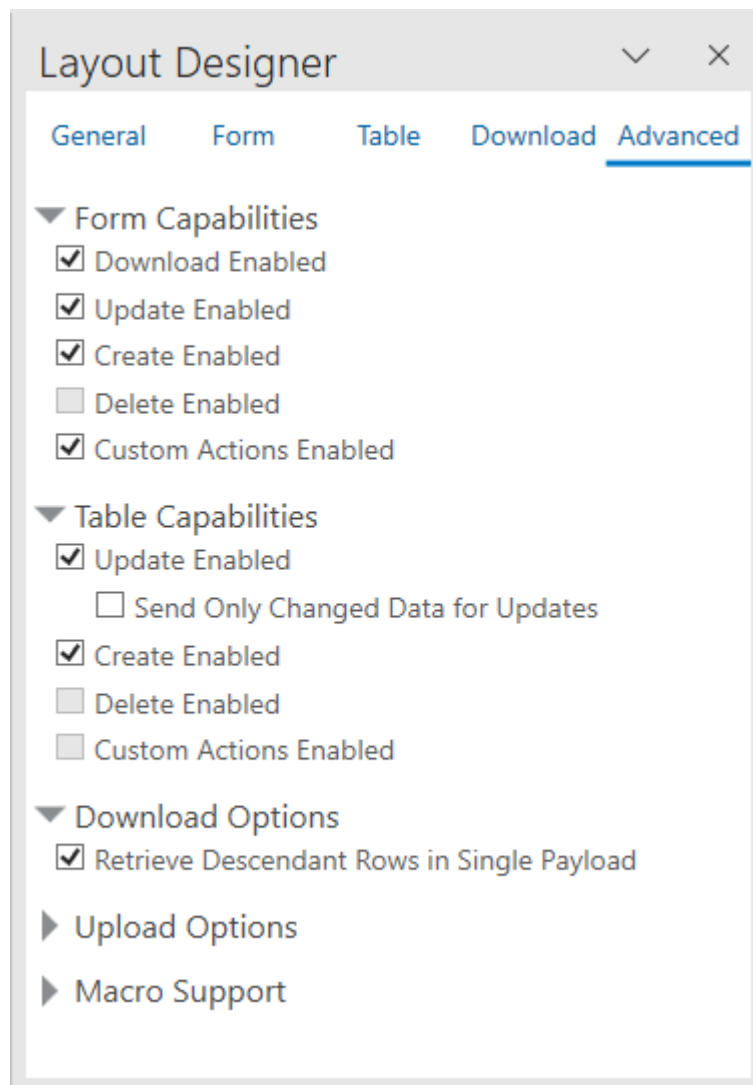 Layout Designer
General Form Table Download Advanced
Form Capabilities
Download Enabled
Update Enabled
Create Enabled
Delete Enabled
Custom Actions Enabled
Table Capabilities
Update Enabled
Send Only Changed Data for Updates
Create Enabled
Delete Enabled
Custom Actions Enabled
Download Options
Retrieve Descendant Rows in Single Payload
Upload Options
Macro Support